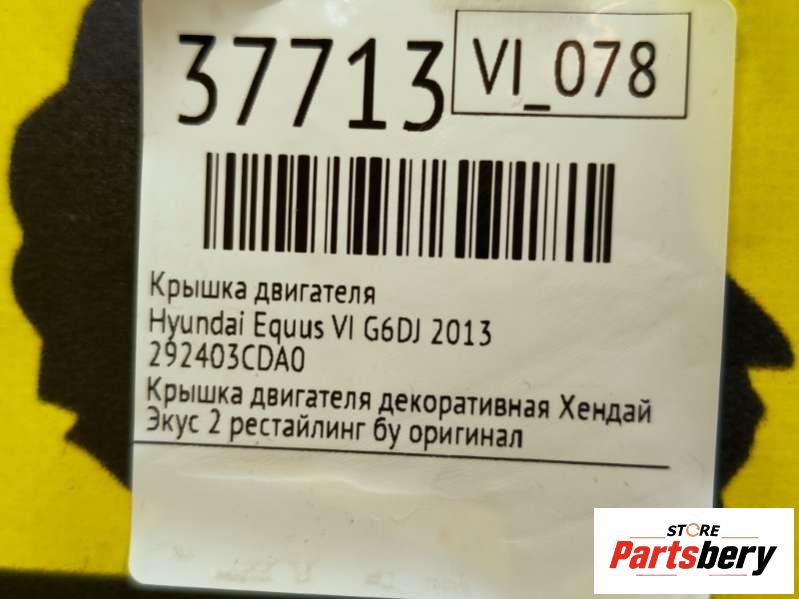 37713
VI_078
Крышка двигателя
Hyundai Equus VI G6DJ 2013
292403CDA0
Крышка двигателя декоративная Хендай
Экус 2 рестайлинг бу оригинал
STORE
Partsbery